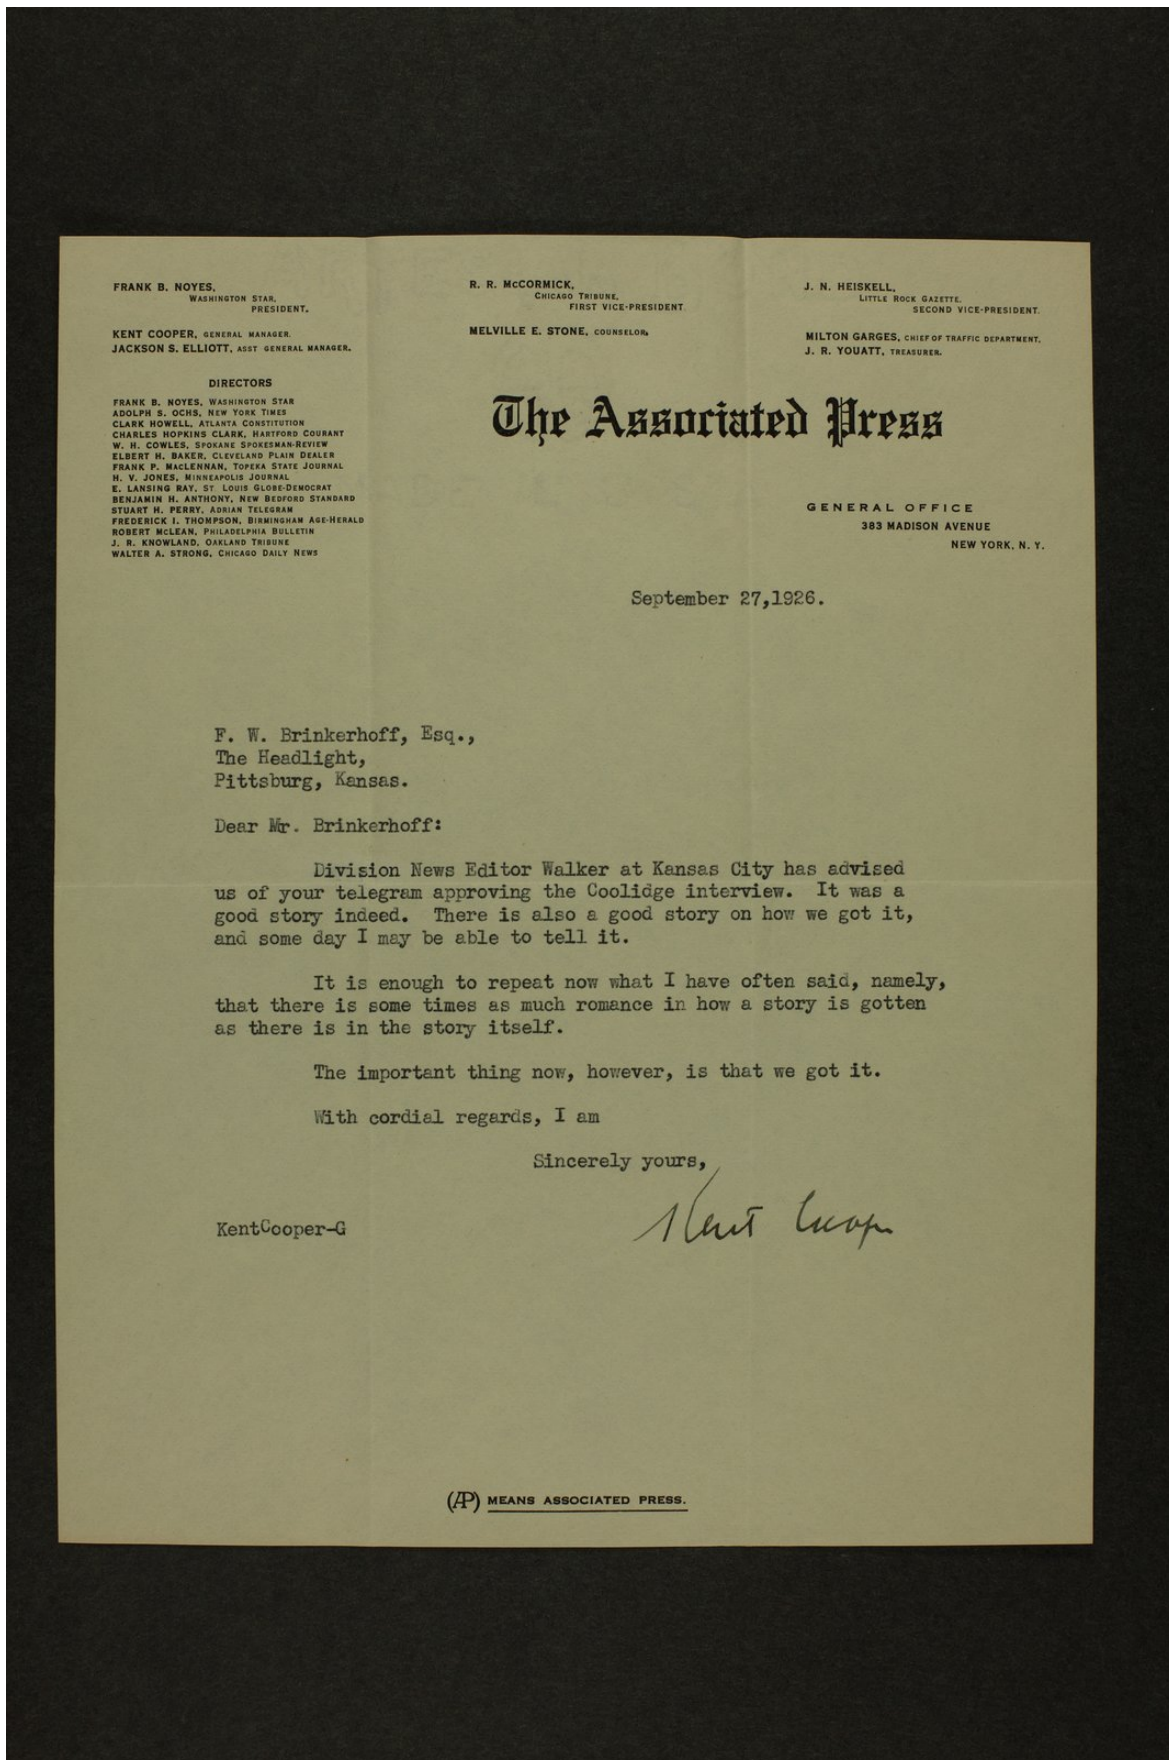 FRANK B. NOYES,
WASHINGTON STAR,
PRESIDENT.
KENT COOPER, GENERAL MANAGER.
JACKSON S. ELLIOTT, ASST GENERAL MANAGER.
R. R. McCORMICK,
CHICAGO TRIBUNE,
FIRST VICE-PRESIDENT
MELVILLE E. STONE, COUNSELOR.
J. N. HEISKELL,
LITTLE ROCK GAZETTE.
SECOND VICE-PRESIDENT.
MILTON GARGES, CHIEF OF TRAFFIC DEPARTMENT.
J. R. YOUATT, TREASURER.
DIRECTORS
FRANK B. NOYES, WASHINGTON STAR
ADOLPH S. OCHS, NEW YORK TIMES
CLARK HOWELL, ATLANTA CONSTITUTION
CHARLES HOPKINS CLARK, HARTFORD COURANT
W. H. COWLES, SPOKANE SPOKESMAN-REVIEW
ELBERT H. BAKER, CLEVELAND PLAIN DEALER
FRANK P. MACLENNAN, TOPEKA STATE JOURNAL
H. V. JONES, MINNEAPOLIS JOURNAL
E. LANSING RAY, ST LOUIS GLOBE-DEMOCRAT
BENJAMIN H. ANTHONY, NEW BEDFORD STANDARD
STUART H. PERRY, ADRIAN TELEGRAM
FREDERICK I. THOMPSON, BIRMINGHAM AGE-HERALD
ROBERT McLEAN, PHILADELPHIA BULLETIN
J. R. KNOWLAND, OAKLAND TRIBUNE
WALTER A. STRONG, CHICAGO DAILY NEWS
The Associated Press
GENERAL OFFICE
383 MADISON AVENUE
NEW YORK, N. Y.
September 27,1926.
F. W. Brinkerhoff, Esq.,
The Headlight,
Pittsburg, Kansas.
Dear Mr. Brinkerhoff:
Division News Editor Walker at Kansas City has advised
us of your telegram approving the Coolidge interview. It was a
good story indeed. There is also a good story on how we got it,
and some day I may be able to tell it.
It is enough to repeat now what I have often said, namely,
that there is some times as much romance in how a story is gotten
as there is in the story itself.
The important thing now, however, is that we got it.
With cordial regards, I am
Sincerely yours,
Kent Cooper
KentCooper-G
(AP) MEANS ASSOCIATED PRESS.